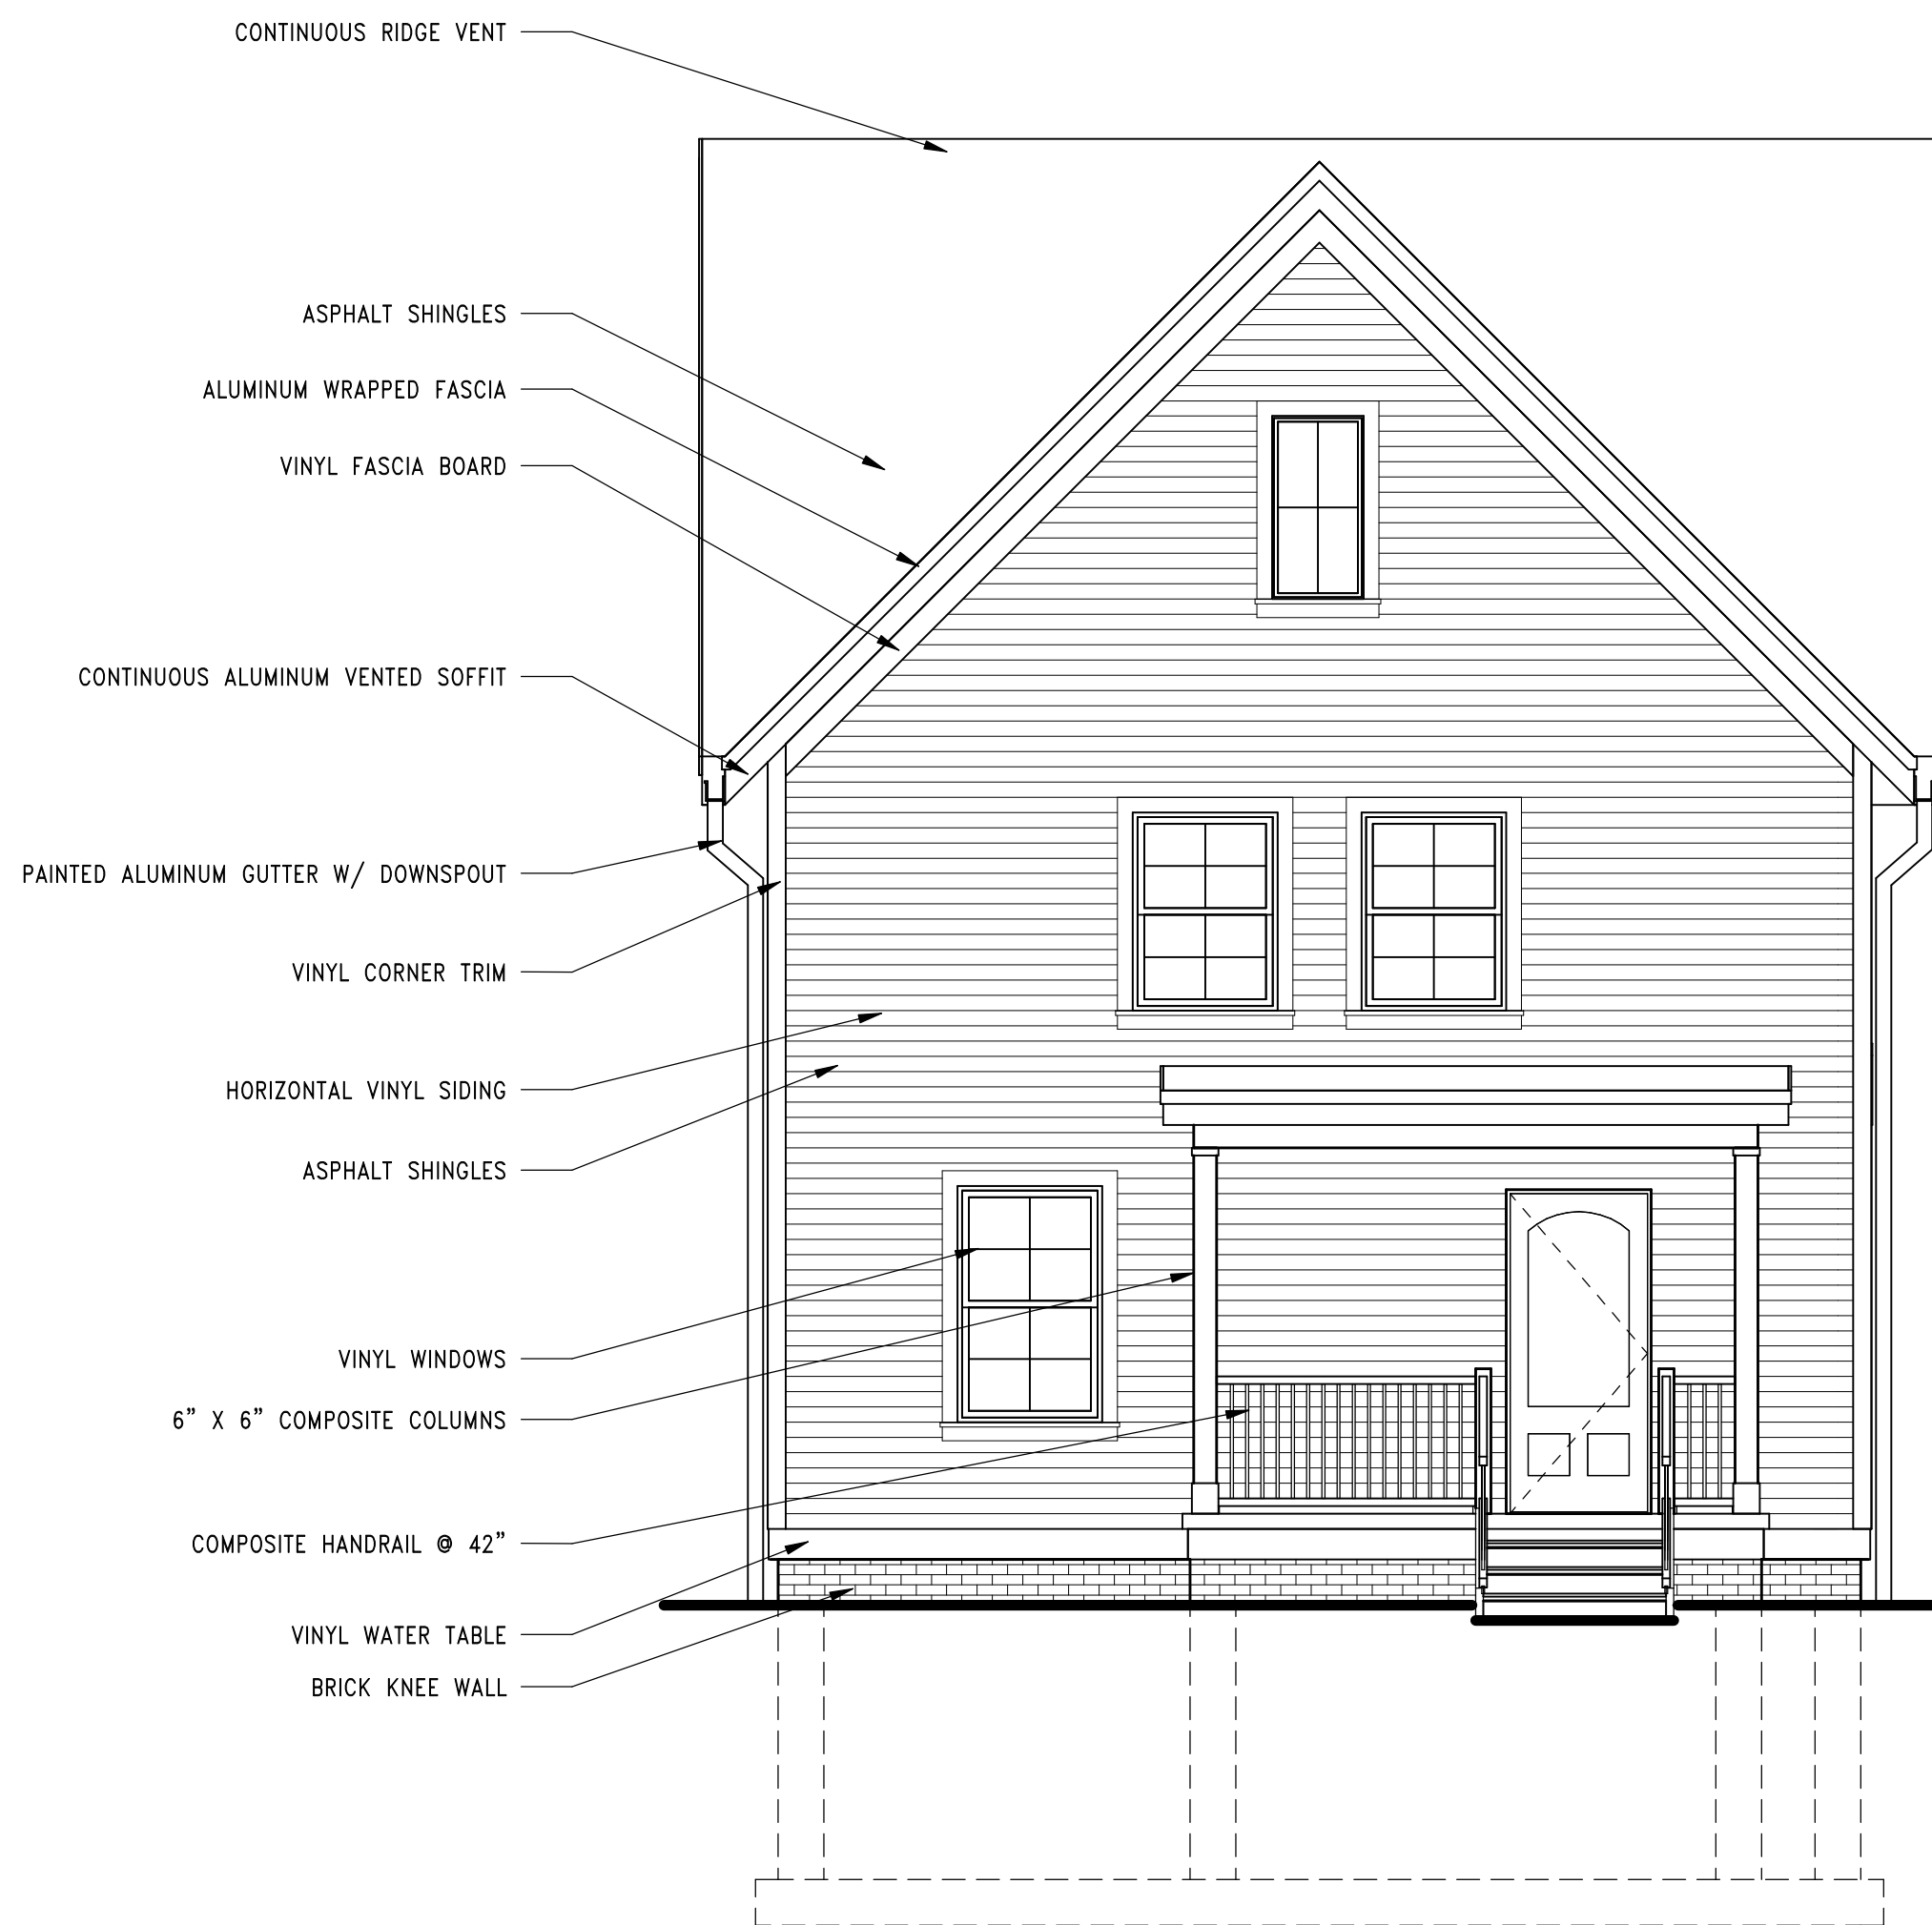 CONTINUOUS RIDGE VENT
ASPHALT SHINGLES
ALUMINUM WRAPPED FASCIA
VINYL FASCIA BOARD
CONTINUOUS ALUMINUM VENTED SOFFIT
PAINTED ALUMINUM GUTTER W/ DOWNSPOUT
VINYL CORNER TRIM
HORIZONTAL VINYL SIDING
ASPHALT SHINGLES
VINYL WINDOWS
6” X 6” COMPOSITE COLUMNS
COMPOSITE HANDRAIL @ 42”
VINYL WATER TABLE
BRICK KNEE WALL